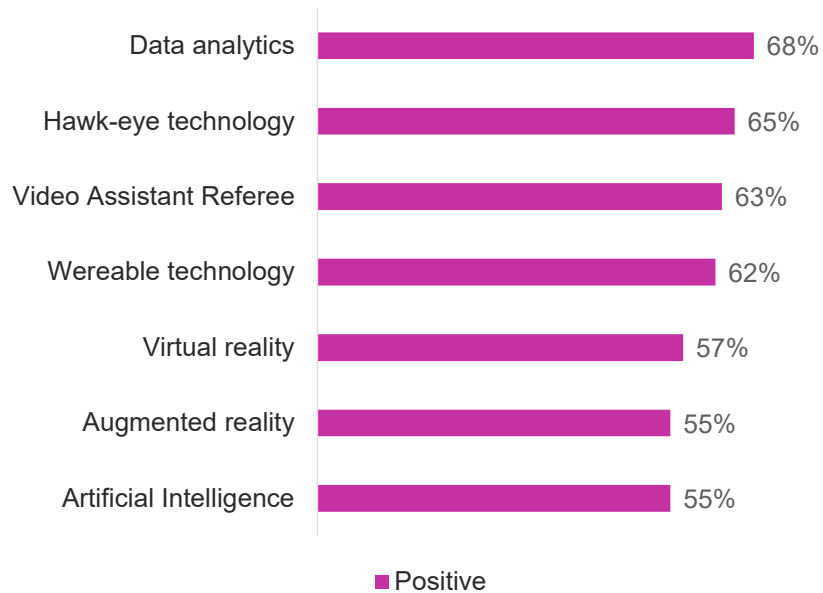 Data analytics 68%
Hawk-eye technology 65%
Video Assistant Referee 63%
Wereable technology 62%
Virtual reality 57%
Augmented reality 55%
Artificial Intelligence 55%
Positive